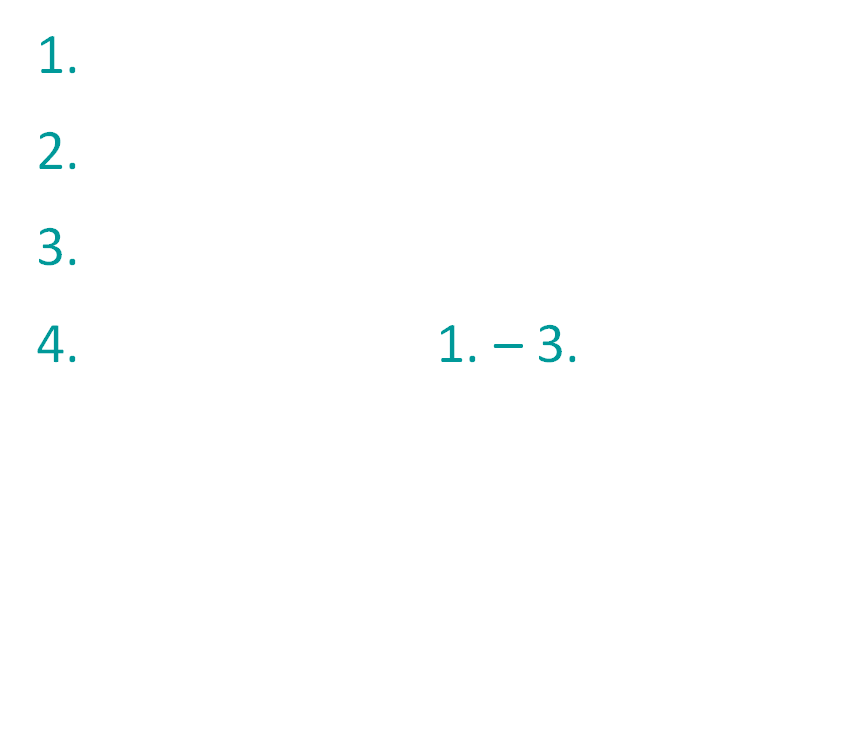 1.
2.
3.
4. 1. – 3.